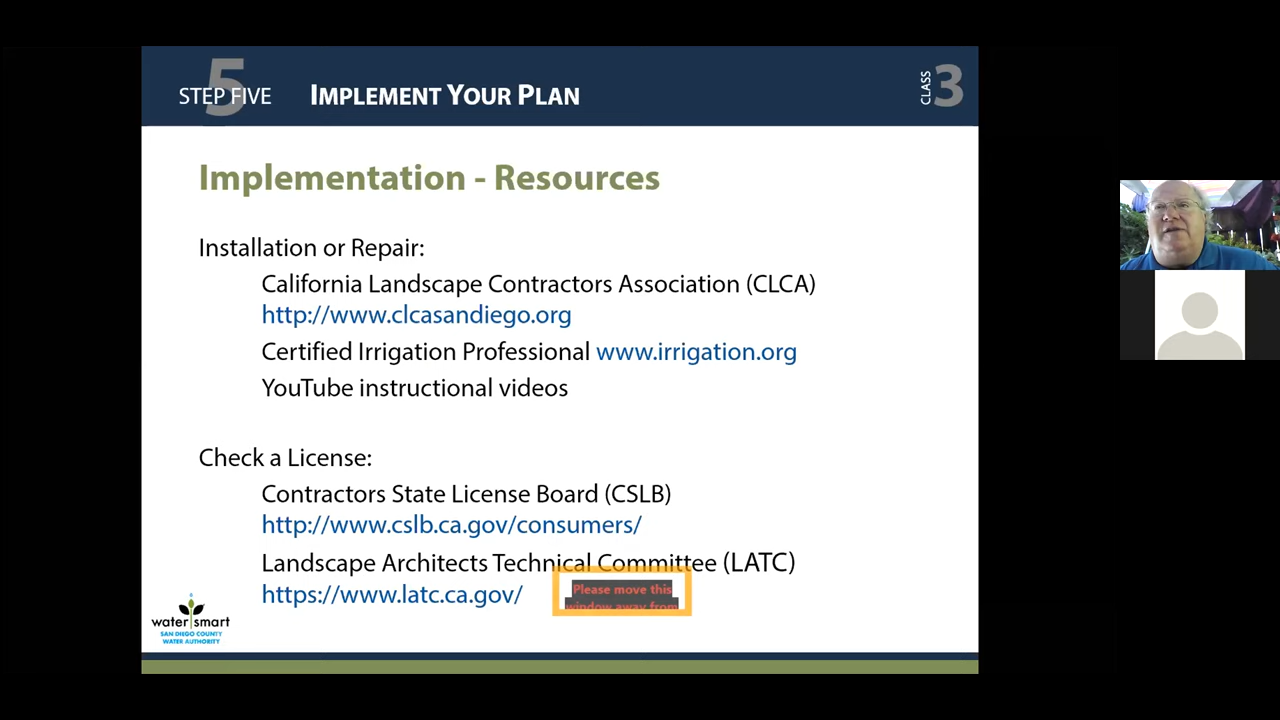 5
STEP FIVE
IMPLEMENT YOUR PLAN
CLASS 3
Implementation - Resources
Installation or Repair:
California Landscape Contractors Association (CLCA)
http://www.clcasandiego.org
Certified Irrigation Professional www.irrigation.org
YouTube instructional videos
Check a License:
Contractors State License Board (CSLB)
http://www.cslb.ca.gov/consumers/
Landscape Architects Technical Committee (LATC)
https://www.latc.ca.gov/
Please move this
window away from
water smart
SAN DIEGO COUNTY
WATER AUTHORITY